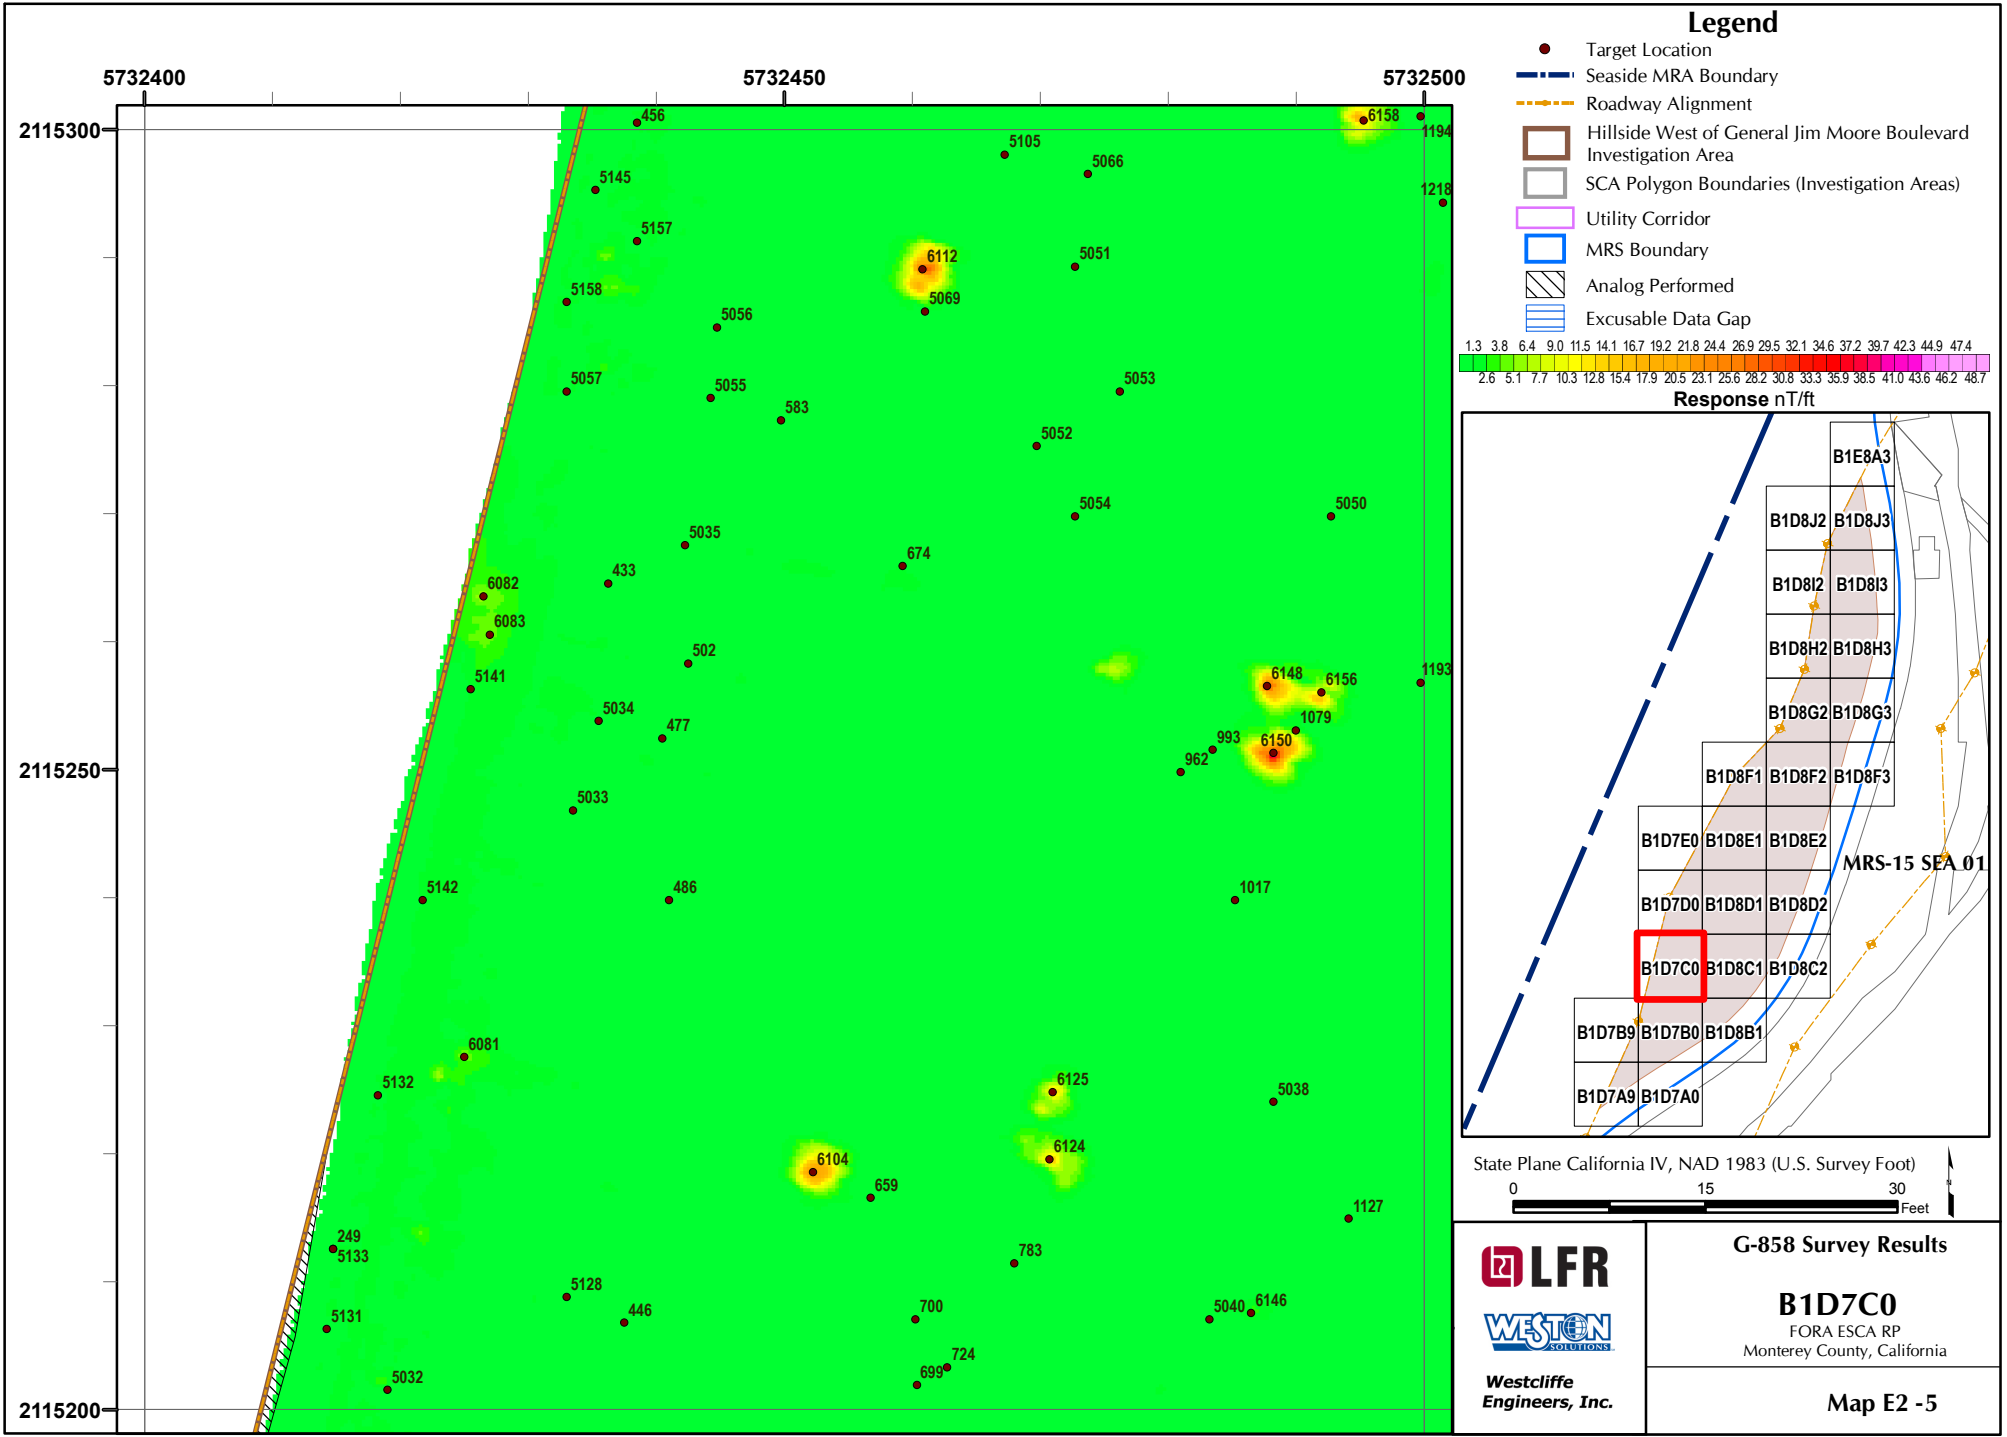 5732400
5732450
5732500
2115300
2115250
2115200
456
6158
1194
5105
5066
5145
1218
5157
6112
5051
5158
5069
5056
5057
5055
5053
583
5052
5054
5050
5035
674
433
6082
6083
502
5141
6148
6156
1193
5034
477
1079
993
6150
962
5033
5142
486
1017
6081
5132
6125
5038
6124
6104
659
1127
249
5133
783
5128
446
5131
700
5040
6146
724
699
5032
Legend
Target Location
Seaside MRA Boundary
Roadway Alignment
Hillside West of General Jim Moore Boulevard
Investigation Area
SCA Polygon Boundaries (Investigation Areas)
Utility Corridor
MRS Boundary
Analog Performed
Excusable Data Gap
1.3 3.8 6.4 9.0 11.5 14.1 16.7 19.2 21.8 24.4 26.9 29.5 32.1 34.6 37.2 39.7 42.3 44.9 47.4
2.6 5.1 7.7 10.3 12.8 15.4 17.9 20.5 23.1 25.6 28.2 30.8 33.3 35.9 38.5 41.0 43.6 46.2 48.7
Response nT/ft
B1E8A3
B1D8J2 B1D8J3
B1D8I2 B1D8I3
B1D8H2 B1D8H3
B1D8G2 B1D8G3
B1D8F1 B1D8F2 B1D8F3
B1D7E0 B1D8E1 B1D8E2
MRS-15 SEA 01
B1D7D0 B1D8D1 B1D8D2
B1D7C0 B1D8C1 B1D8C2
B1D7B9 B1D7B0 B1D8B1
B1D7A9 B1D7A0
State Plane California IV, NAD 1983 (U.S. Survey Foot)
N
0 15 30
Feet
LFR
WESTON
SOLUTIONS
Westcliffe
Engineers, Inc.
G-858 Survey Results
B1D7C0
FORA ESCA RP
Monterey County, California
Map E2 -5